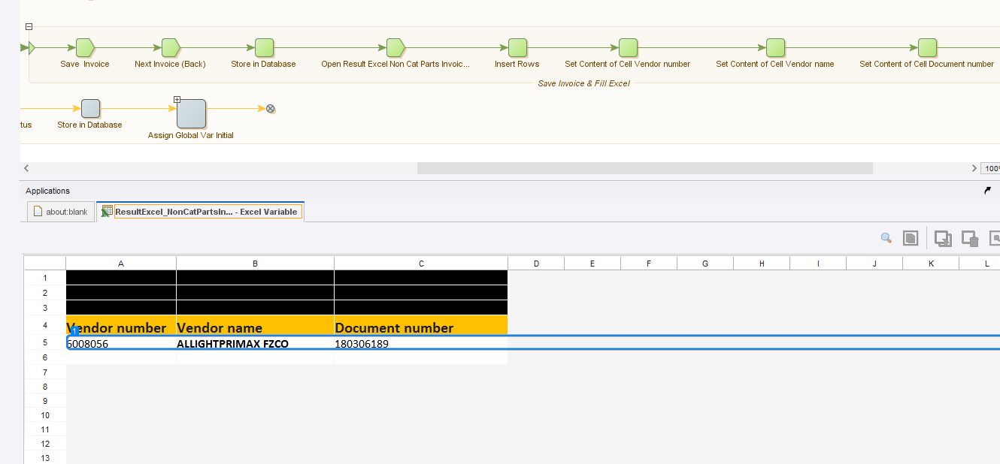 Save Invoice
Next Invoice (Back)
Store in Database
Open Result Excel Non Cat Parts Invoic...
Insert Rows
Set Content of Cell Vendor number
Set Content of Cell Vendor name
Set Content of Cell Document number
Save Invoice & Fill Excel
tus
Store in Database
Assign Global Var Initial
100%
Applications
about:blank
ResultExcel_NonCatPartsIn... - Excel Variable
A B C D E F G H I J K L
1
2
3
4 Vendor number Vendor name Document number
1
5 6008056 ALLIGHTPRIMAX FZCO 180306189
6
7
8
9
10
11
12
13